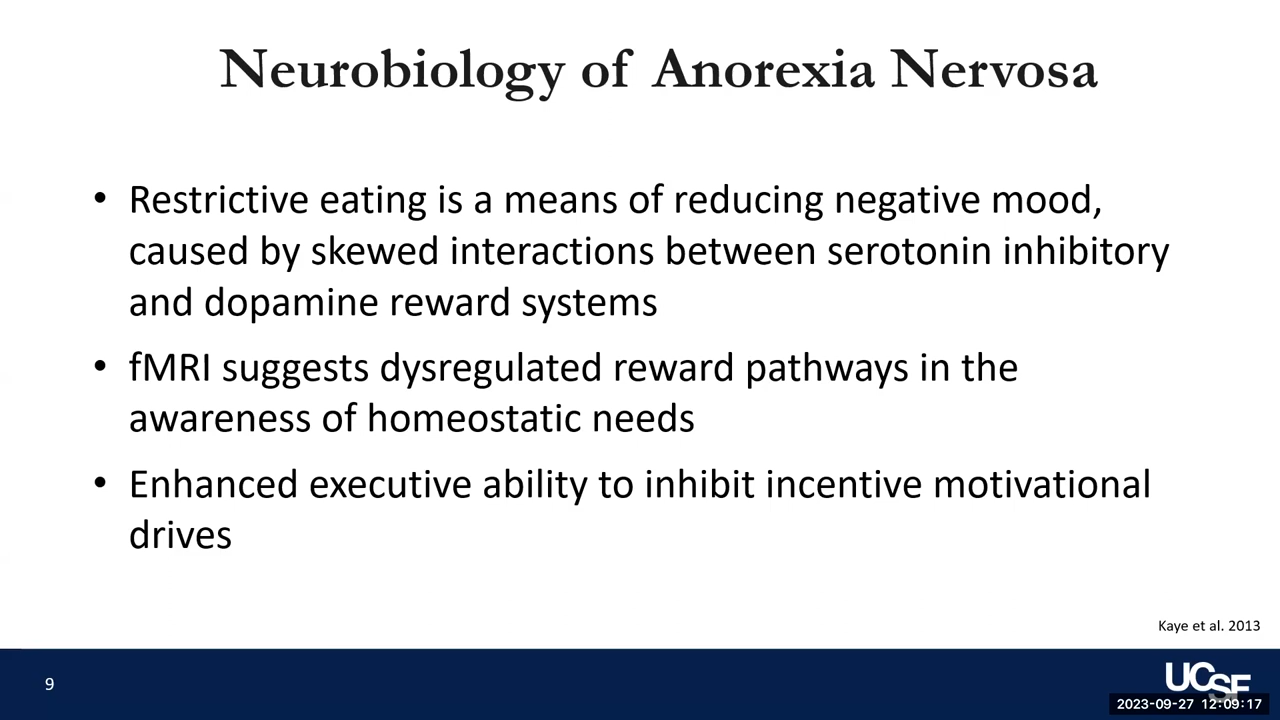 Neurobiology of Anorexia Nervosa
• Restrictive eating is a means of reducing negative mood,
caused by skewed interactions between serotonin inhibitory
and dopamine reward systems
• fMRI suggests dysregulated reward pathways in the
awareness of homeostatic needs
• Enhanced executive ability to inhibit incentive motivational
drives
Kaye et al. 2013
9
UCSF
2023-09-27 12:09:17